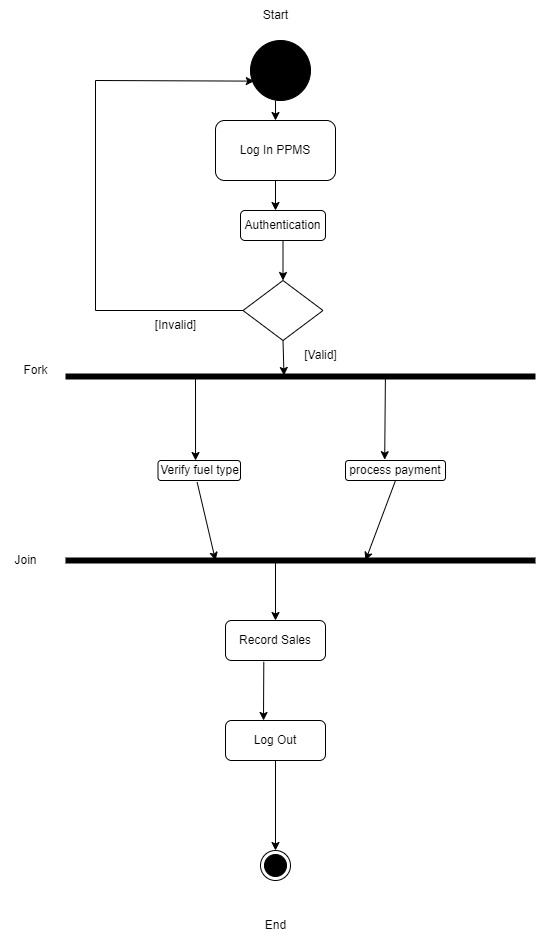 Start
Log In PPMS
Authentication
[Invalid]
[Valid]
Fork
Verify fuel type
process payment
Join
Record Sales
Log Out
End